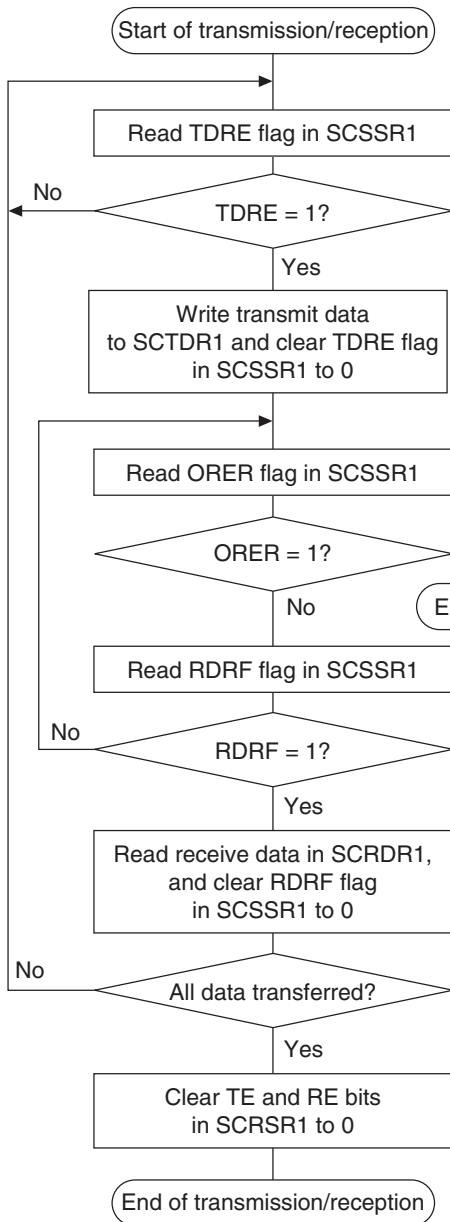 Start of transmission/reception
Read TDRE flag in SCSSR1
No
TDRE = 1?
Yes
Write transmit data
to SCTDR1 and clear TDRE flag
in SCSSR1 to 0
Read ORER flag in SCSSR1
ORER = 1?
No
E
Read RDRF flag in SCSSR1
No
RDRF = 1?
Yes
Read receive data in SCRDR1,
and clear RDRF flag
in SCSSR1 to 0
No
All data transferred?
Yes
Clear TE and RE bits
in SCRSR1 to 0
End of transmission/reception